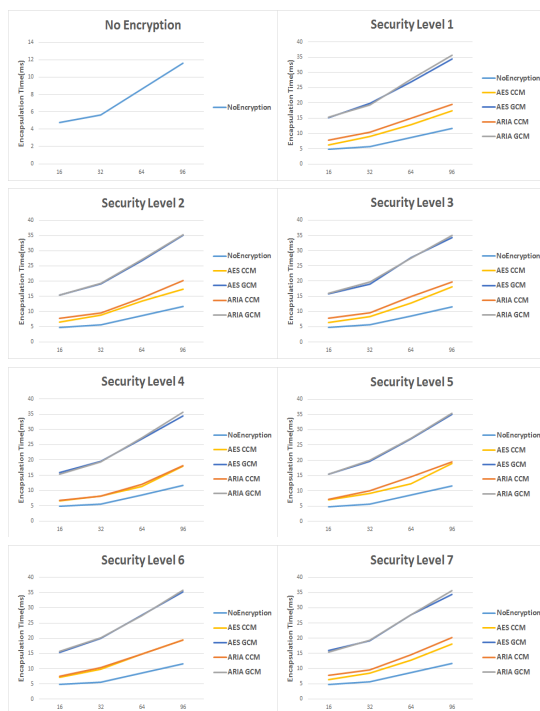 No Encryption
Encapsulation Time(ms)
14
12
10
8
6
4
2
0
16 32 64 96
NoEncryption
Security Level 1
Encapsulation Time(ms)
40
35
30
25
20
15
10
5
0
16 32 64 96
NoEncryption
AES CCM
AES GCM
ARIA CCM
ARIA GCM
Security Level 2
Encapsulation Time(ms)
40
35
30
25
20
15
10
5
0
16 32 64 96
NoEncryption
AES CCM
AES GCM
ARIA CCM
ARIA GCM
Security Level 3
Encapsulation Time(ms)
40
35
30
25
20
15
10
5
0
16 32 64 96
NoEncryption
AES CCM
AES GCM
ARIA CCM
ARIA GCM
Security Level 4
Encapsulation Time(ms)
40
35
30
25
20
15
10
5
0
16 32 64 96
NoEncryption
AES CCM
AES GCM
ARIA CCM
ARIA GCM
Security Level 5
Encapsulation Time(ms)
40
35
30
25
20
15
10
5
0
16 32 64 96
NoEncryption
AES CCM
AES GCM
ARIA CCM
ARIA GCM
Security Level 6
Encapsulation Time(ms)
40
35
30
25
20
15
10
5
0
16 32 64 96
NoEncryption
AES CCM
AES GCM
ARIA CCM
ARIA GCM
Security Level 7
Encapsulation Time(ms)
40
35
30
25
20
15
10
5
0
16 32 64 96
NoEncryption
AES CCM
AES GCM
ARIA CCM
ARIA GCM